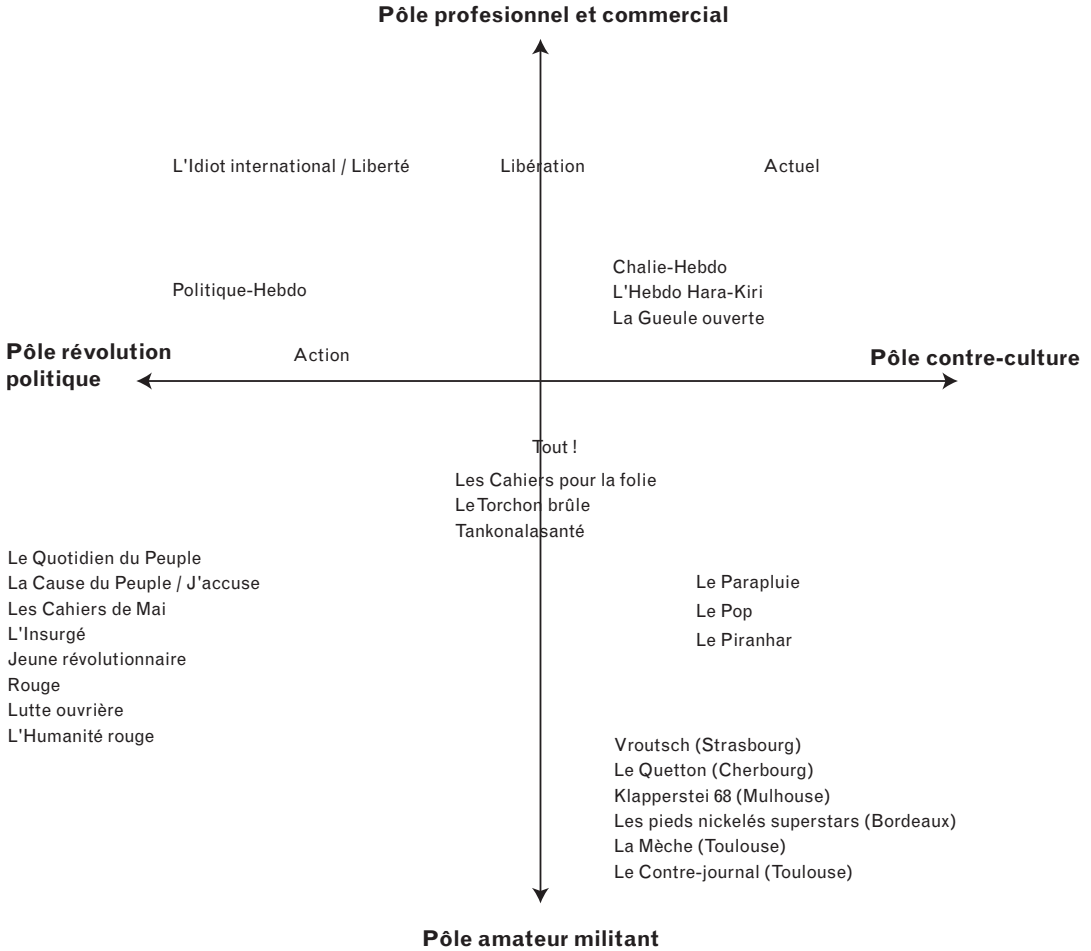 Pôle profesionnel et commercial
L'Idiot international / Liberté
Libération
Actuel
Chalie-Hebdo
L'Hebdo Hara-Kiri
La Gueule ouverte
Politique-Hebdo
Pôle révolution
politique
Action
Pôle contre-culture
Tout !
Les Cahiers pour la folie
Le Torchon brûle
Tankonalasanté
Le Quotidien du Peuple
La Cause du Peuple / J'accuse
Les Cahiers de Mai
L'Insurgé
Jeune révolutionnaire
Rouge
Lutte ouvrière
L'Humanité rouge
Le Parapluie
Le Pop
Le Piranhar
Vroutsch (Strasbourg)
Le Quetton (Cherbourg)
Klapperstei 68 (Mulhouse)
Les pieds nickelés superstars (Bordeaux)
La Mèche (Toulouse)
Le Contre-journal (Toulouse)
Pôle amateur militant